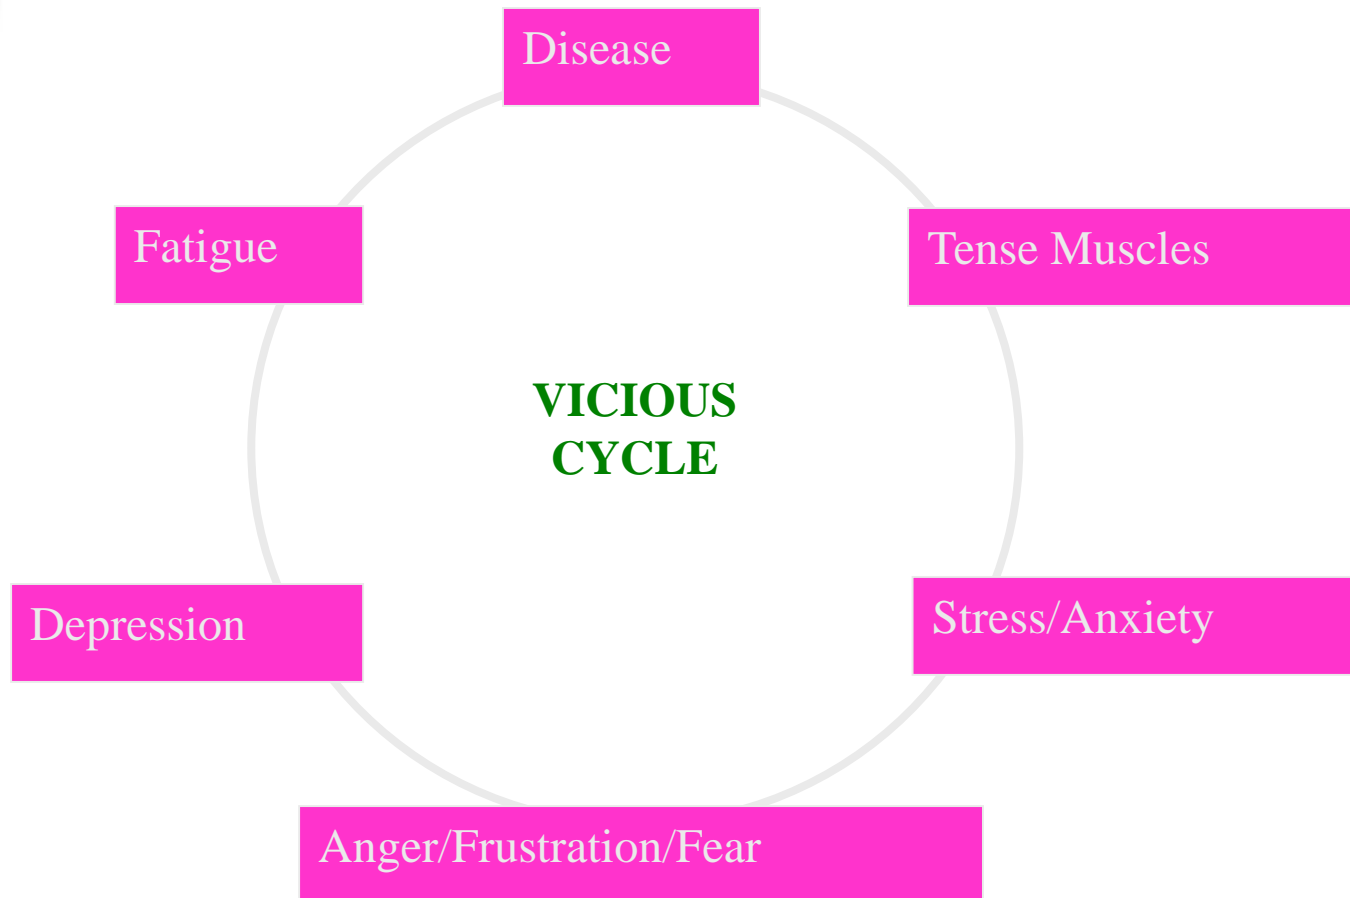 Disease
Fatigue
Tense Muscles
VICIOUS
CYCLE
Depression
Stress/Anxiety
Anger/Frustration/Fear